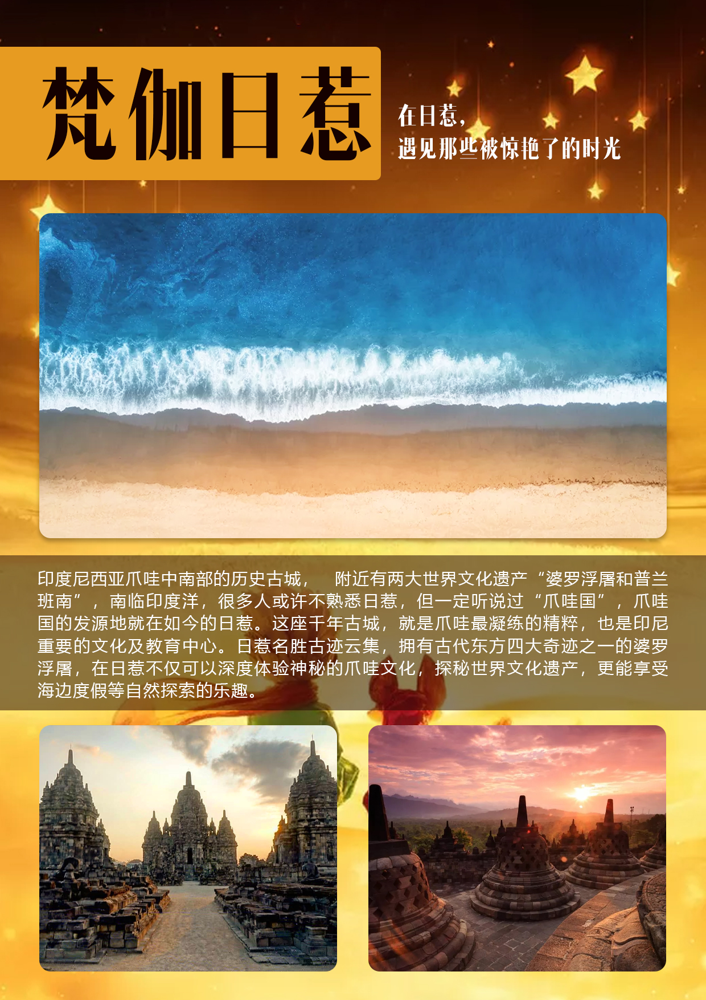 梵伽日惹
在日惹，
遇见那些被惊艳了的时光
印度尼西亚爪哇中南部的历史古城，　附近有两大世界文化遗产“婆罗浮屠和普兰
班南”，南临印度洋，很多人或许不熟悉日惹，但一定听说过“爪哇国”，爪哇
国的发源地就在如今的日惹。这座千年古城，就是爪哇最凝练的精粹，也是印尼
重要的文化及教育中心。日惹名胜古迹云集，拥有古代东方四大奇迹之一的婆罗
浮屠，在日惹不仅可以深度体验神秘的爪哇文化，探秘世界文化遗产，更能享受
海边度假等自然探索的乐趣。